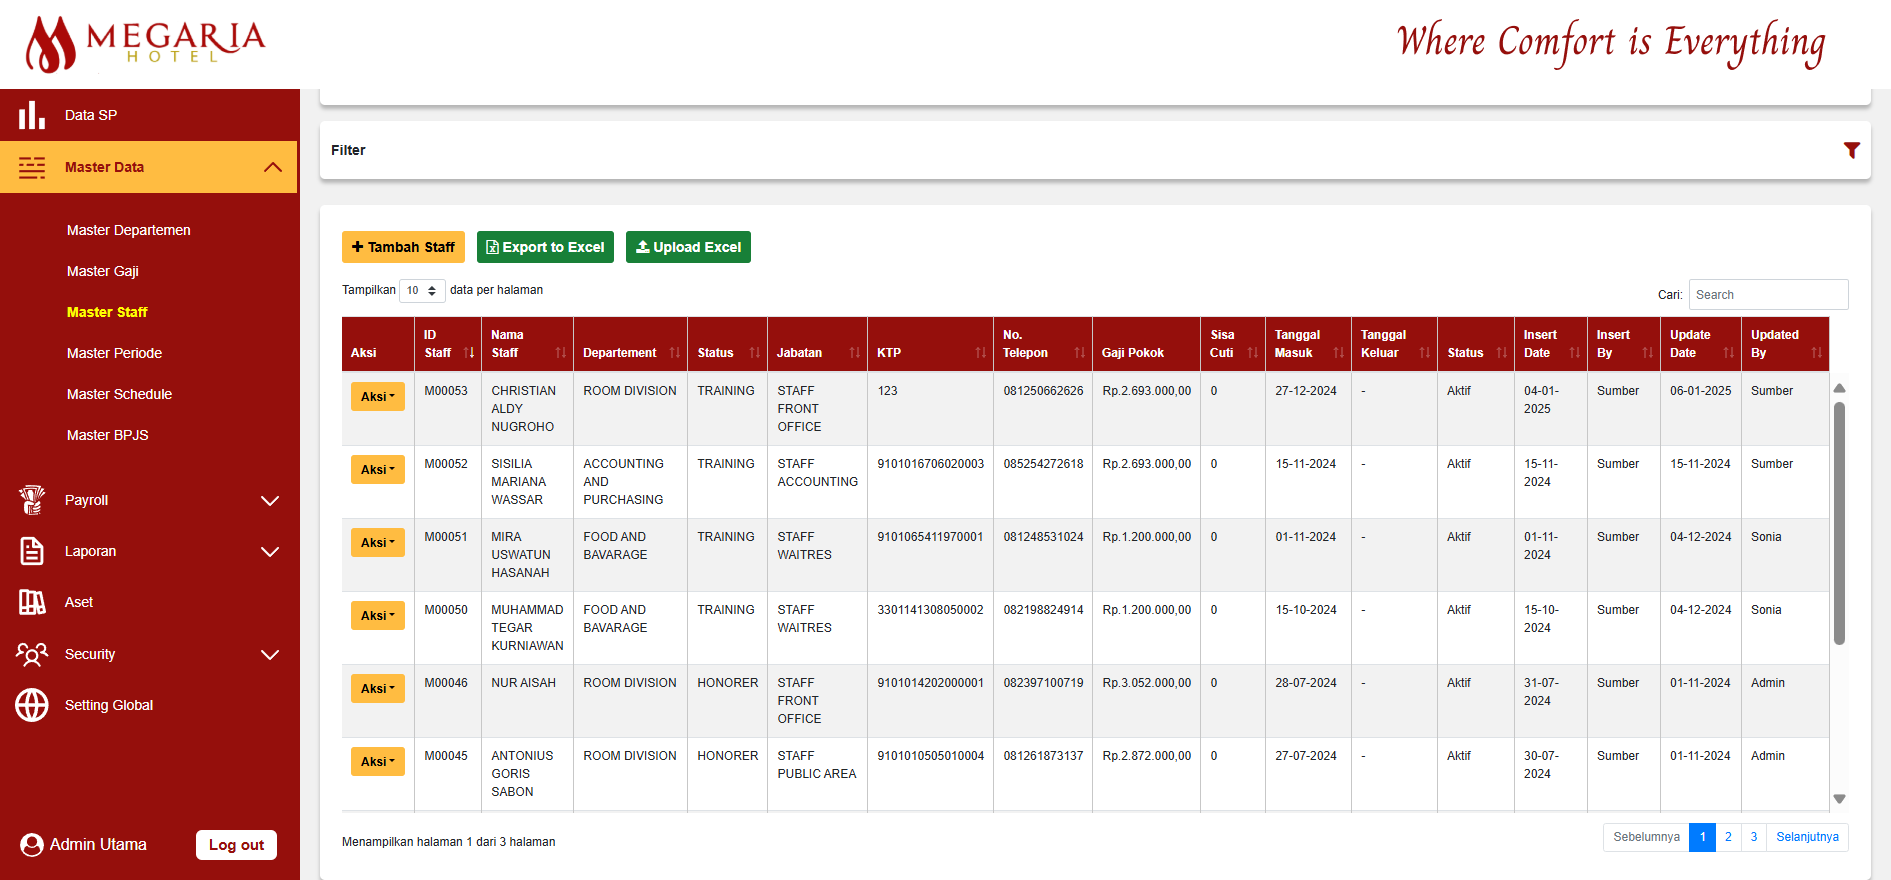 MEGARIA
HOTEL
Where Comfort is Everything
Data SP
Master Data
Master Departemen
Master Gaji
Master Staff
Master Periode
Master Schedule
Master BPJS
Payroll
Laporan
Aset
Security
Setting Global
Admin Utama
Log out
Filter
Tambah Staff
Export to Excel
Upload Excel
Tampilkan 10 data per halaman
Cari: Search
Aksi ID Staff Nama Staff Departement Status Jabatan KTP No. Telepon Gaji Pokok Sisa Cuti Tanggal Masuk Tanggal Keluar Status Insert Date Insert By Update Date Updated By
Aksi M00053 CHRISTIAN ALDY NUGROHO ROOM DIVISION TRAINING STAFF FRONT OFFICE 123 081250662626 Rp.2.693.000,00 0 27-12-2024 - Aktif 04-01-2025 Sumber 06-01-2025 Sumber
Aksi M00052 SISILIA MARIANA WASSAR ACCOUNTING AND PURCHASING TRAINING STAFF ACCOUNTING 9101016706020003 085254272618 Rp.2.693.000,00 0 15-11-2024 - Aktif 15-11-2024 Sumber 15-11-2024 Sumber
Aksi M00051 MIRA USWATUN HASANAH FOOD AND BAVARAGE TRAINING STAFF WAITRES 9101065411970001 081248531024 Rp.1.200.000,00 0 01-11-2024 - Aktif 01-11-2024 Sumber 04-12-2024 Sonia
Aksi M00050 MUHAMMAD TEGAR KURNIAWAN FOOD AND BAVARAGE TRAINING STAFF WAITRES 3301141308050002 082198824914 Rp.1.200.000,00 0 15-10-2024 - Aktif 15-10-2024 Sumber 04-12-2024 Sonia
Aksi M00046 NUR AISAH ROOM DIVISION HONORER STAFF FRONT OFFICE 9101014202000001 082397100719 Rp.3.052.000,00 0 28-07-2024 - Aktif 31-07-2024 Sumber 01-11-2024 Admin
Aksi M00045 ANTONIUS GORIS SABON ROOM DIVISION HONORER STAFF PUBLIC AREA 9101010505010004 081261873137 Rp.2.872.000,00 0 27-07-2024 - Aktif 30-07-2024 Sumber 01-11-2024 Admin
Menampilkan halaman 1 dari 3 halaman
Sebelumnya 1 2 3 Selanjutnya